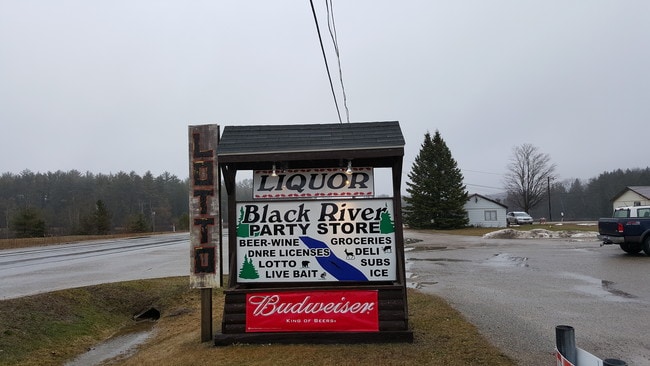 LOTTO
LIQUOR
Black River
PARTY STORE
BEER-WINE GROCERIES
DNRE LICENSES DELI
LOTTO SUBS
LIVE BAIT ICE
Budweiser
KING OF BEERS